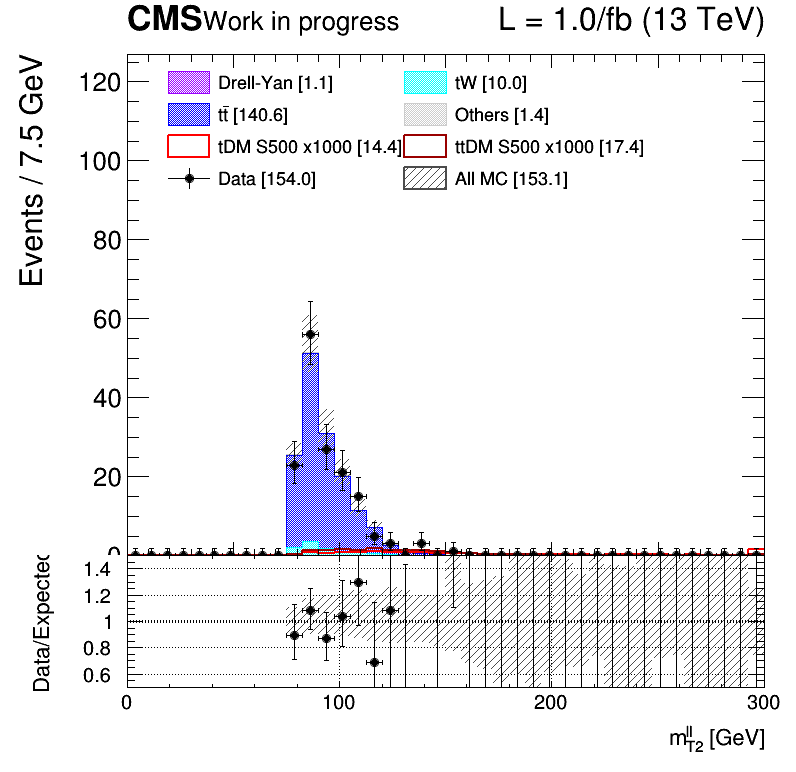 CMS Work in progress L = 1.0/fb (13 TeV)
Events / 7.5 GeV
120
100
80
60
40
20
0
Drell-Yan [1.1]
tW [10.0]
tt̄ [140.6]
Others [1.4]
tDM S500 x1000 [14.4]
ttDM S500 x1000 [17.4]
Data [154.0]
All MC [153.1]
Data/Expected
1.4
1.2
1
0.8
0.6
0 100 200 300
m_T2^ll [GeV]